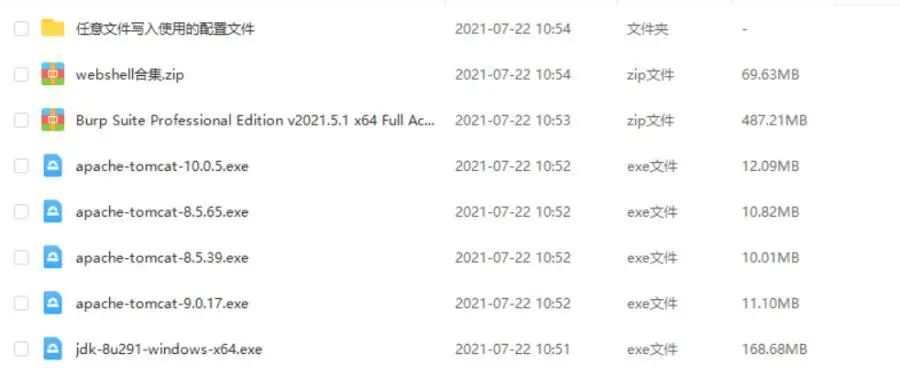 任意文件写入使用的配置文件 2021-07-22 10:54 文件夹 -
webshell合集.zip 2021-07-22 10:54 zip文件 69.63MB
Burp Suite Professional Edition v2021.5.1 x64 Full Ac... 2021-07-22 10:53 zip文件 487.21MB
apache-tomcat-10.0.5.exe 2021-07-22 10:52 exe文件 12.09MB
apache-tomcat-8.5.65.exe 2021-07-22 10:52 exe文件 10.82MB
apache-tomcat-8.5.39.exe 2021-07-22 10:52 exe文件 10.01MB
apache-tomcat-9.0.17.exe 2021-07-22 10:52 exe文件 11.10MB
jdk-8u291-windows-x64.exe 2021-07-22 10:51 exe文件 168.68MB